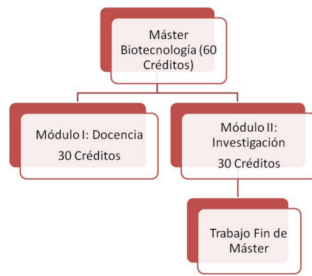 Máster
Biotecnología (60
Créditos)
Módulo I: Docencia
30 Créditos
Módulo II:
Investigación
30 Créditos
Trabajo Fin de
Máster